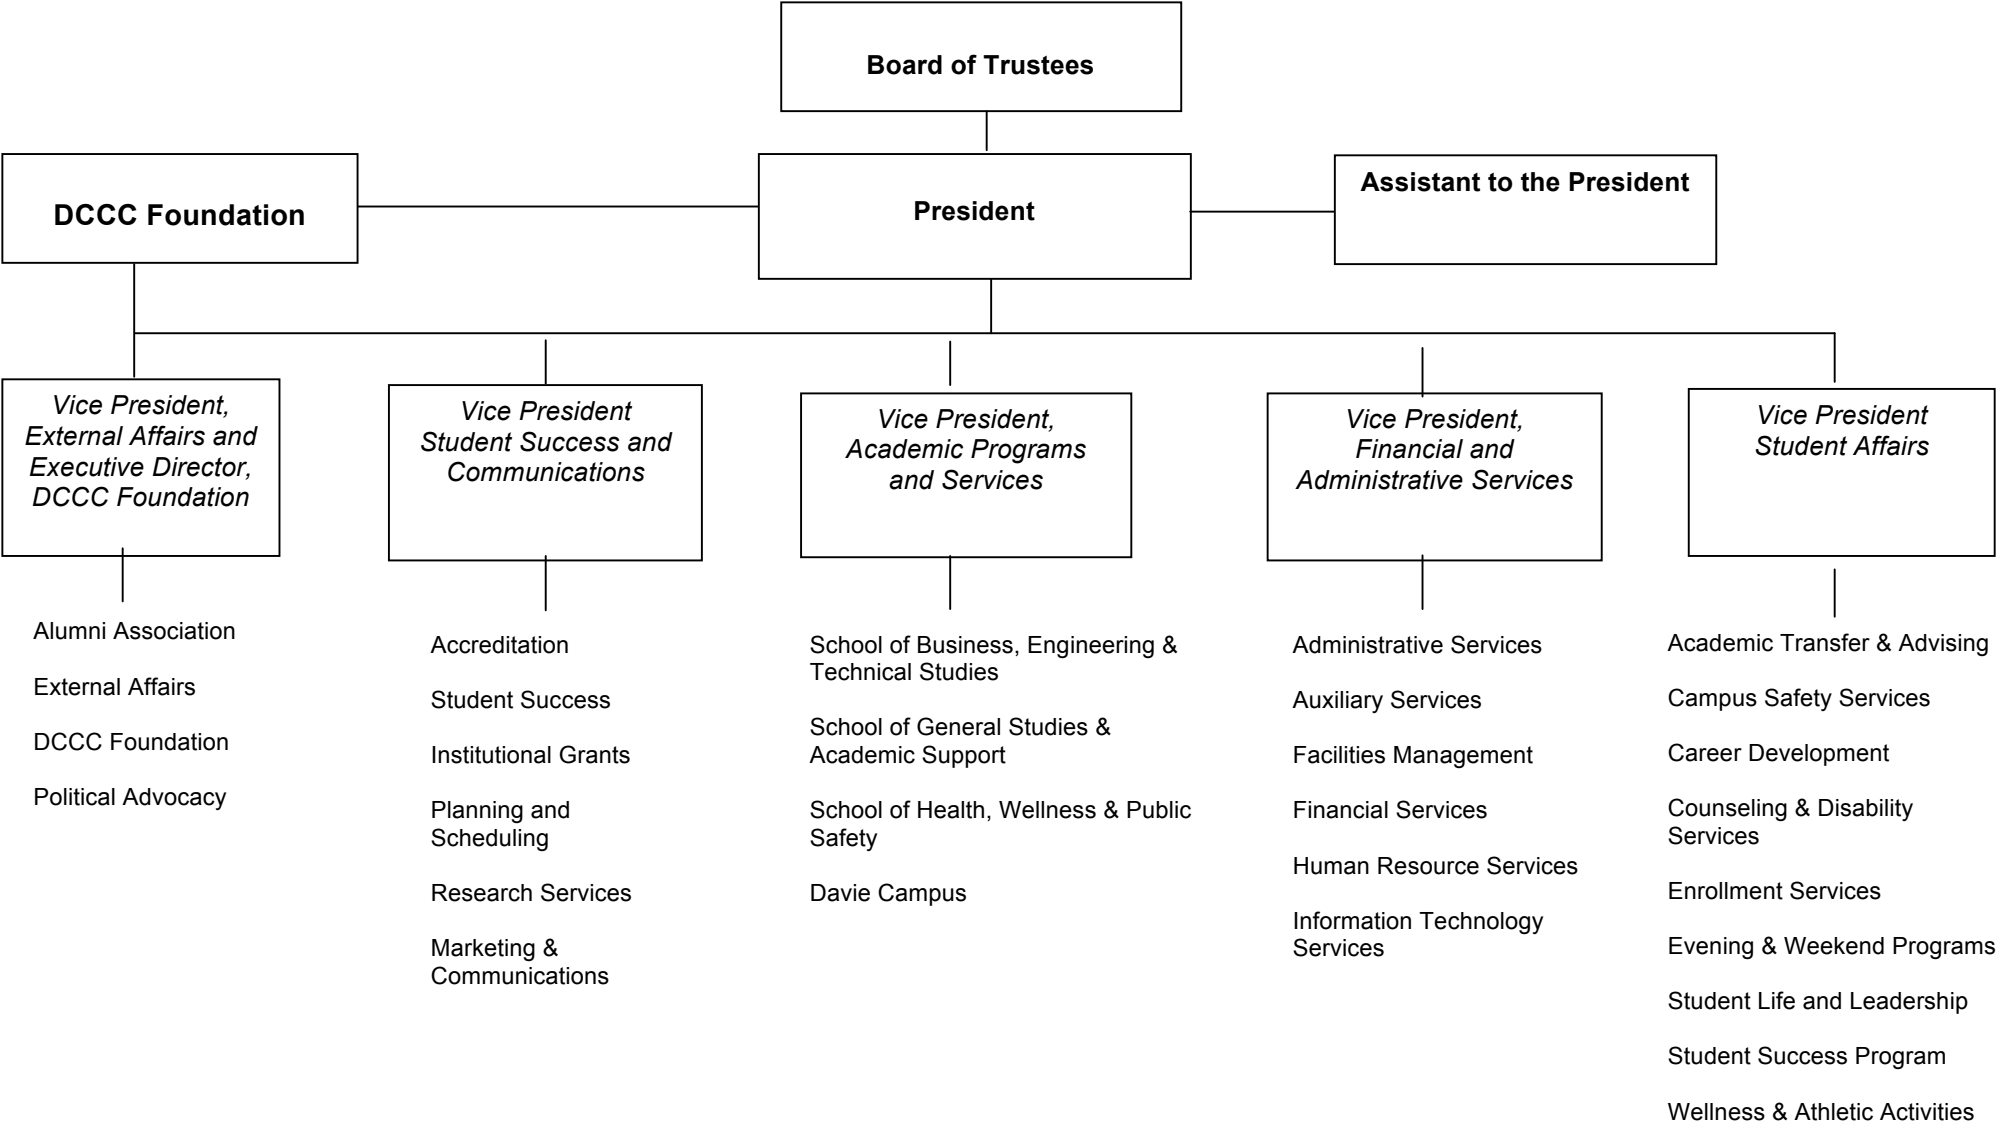 Board of Trustees
DCCC Foundation
President
Assistant to the President
Vice President,
External Affairs and
Executive Director,
DCCC Foundation
Vice President
Student Success and
Communications
Vice President,
Academic Programs
and Services
Vice President,
Financial and
Administrative Services
Vice President
Student Affairs
Alumni Association
External Affairs
DCCC Foundation
Political Advocacy
Accreditation
Student Success
Institutional Grants
Planning and
Scheduling
Research Services
Marketing &
Communications
School of Business, Engineering &
Technical Studies
School of General Studies &
Academic Support
School of Health, Wellness & Public
Safety
Davie Campus
Administrative Services
Auxiliary Services
Facilities Management
Financial Services
Human Resource Services
Information Technology
Services
Academic Transfer & Advising
Campus Safety Services
Career Development
Counseling & Disability
Services
Enrollment Services
Evening & Weekend Programs
Student Life and Leadership
Student Success Program
Wellness & Athletic Activities